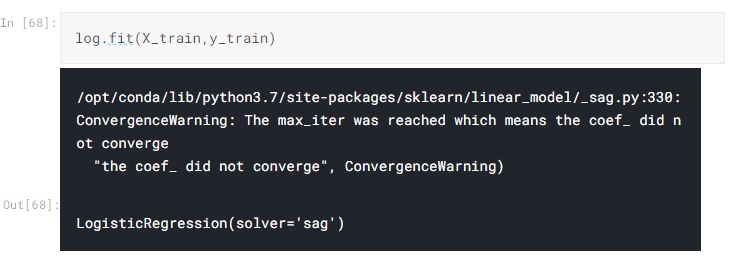 In [68]:
log.fit(X_train,y_train)
/opt/conda/lib/python3.7/site-packages/sklearn/linear_model/_sag.py:330:
ConvergenceWarning: The max_iter was reached which means the coef_ did n
ot converge
  "the coef_ did not converge", ConvergenceWarning)
Out[68]:
LogisticRegression(solver='sag')